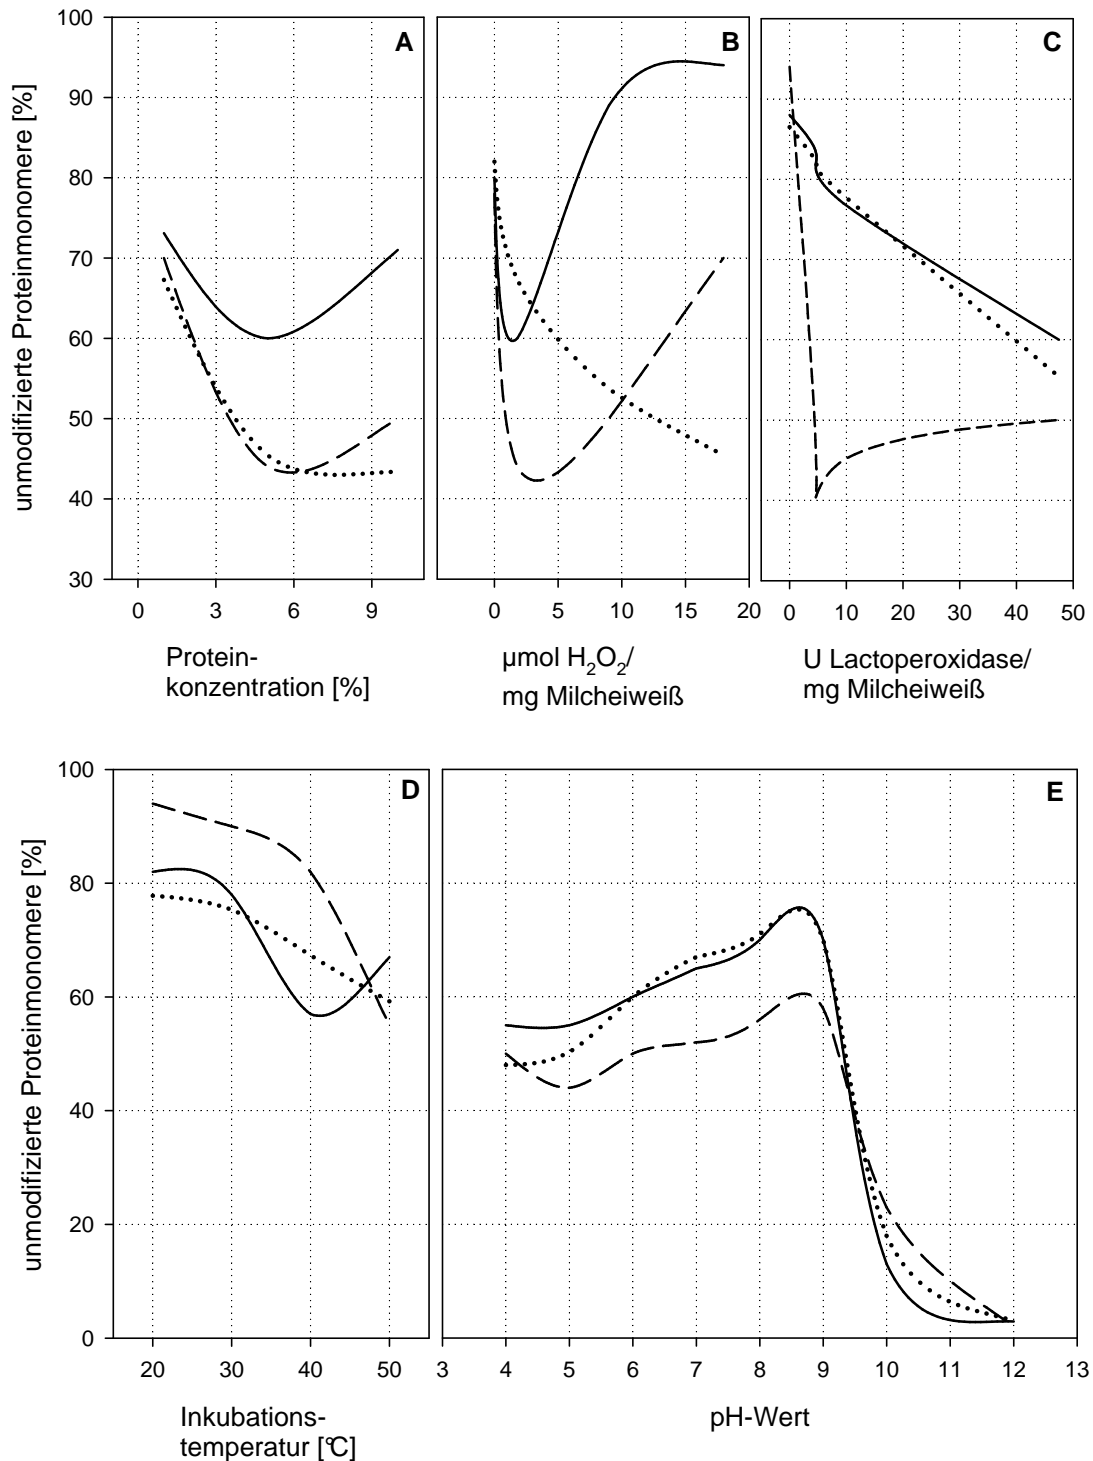 100
90
80
70
60
50
40
30
unmodifizierte Proteinmonomere [%]
A
B
C
0 3 6 9
0 5 10 15 20
0 10 20 30 40 50
Protein-
konzentration [%]
µmol H₂O₂/
mg Milcheiweiß
U Lactoperoxidase/
mg Milcheiweiß
100
80
60
40
20
0
unmodifizierte Proteinmonomere [%]
D
E
20 30 40 50
3 4 5 6 7 8 9 10 11 12 13
Inkubations-
temperatur [°C]
pH-Wert